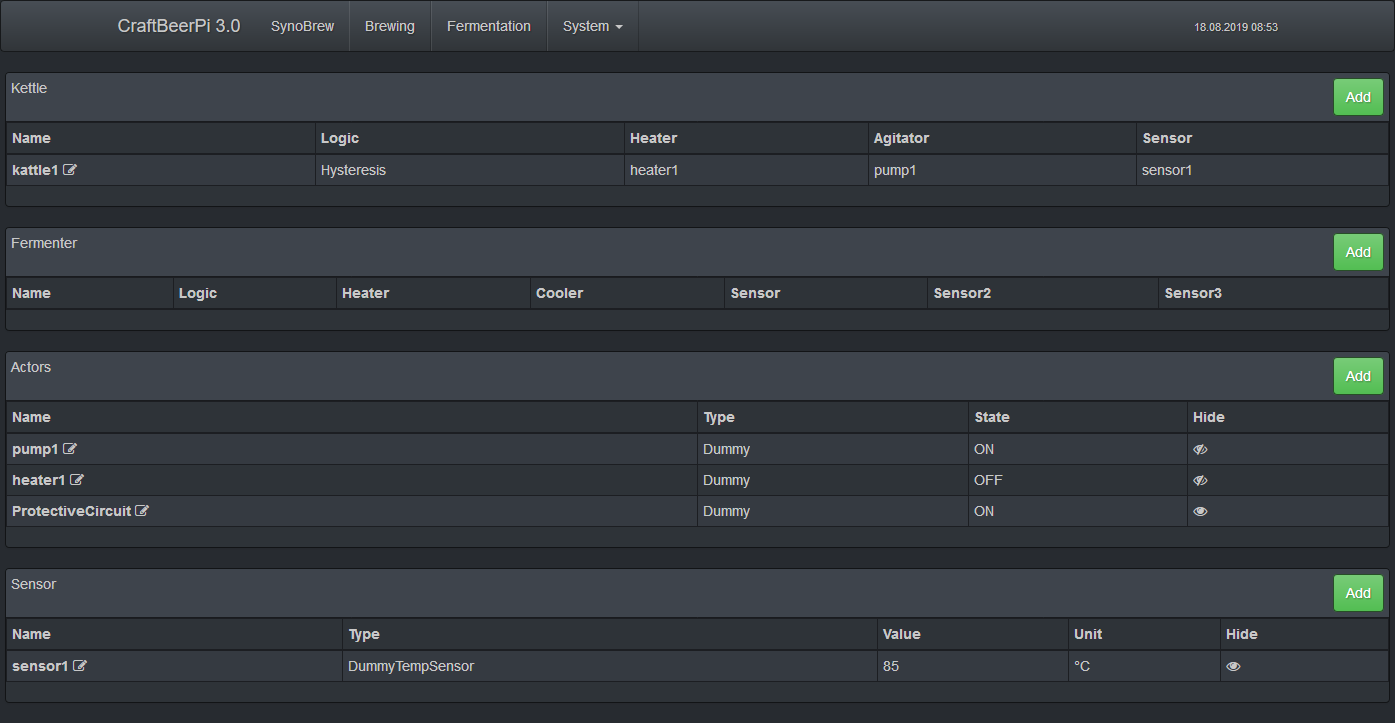 CraftBeerPi 3.0 SynoBrew Brewing Fermentation System 18.08.2019 08:53
Kettle Add
Name Logic Heater Agitator Sensor
kattle1 Hysteresis heater1 pump1 sensor1
Fermenter Add
Name Logic Heater Cooler Sensor Sensor2 Sensor3
Actors Add
Name Type State Hide
pump1 Dummy ON
heater1 Dummy OFF
ProtectiveCircuit Dummy ON
Sensor Add
Name Type Value Unit Hide
sensor1 DummyTempSensor 85 °C